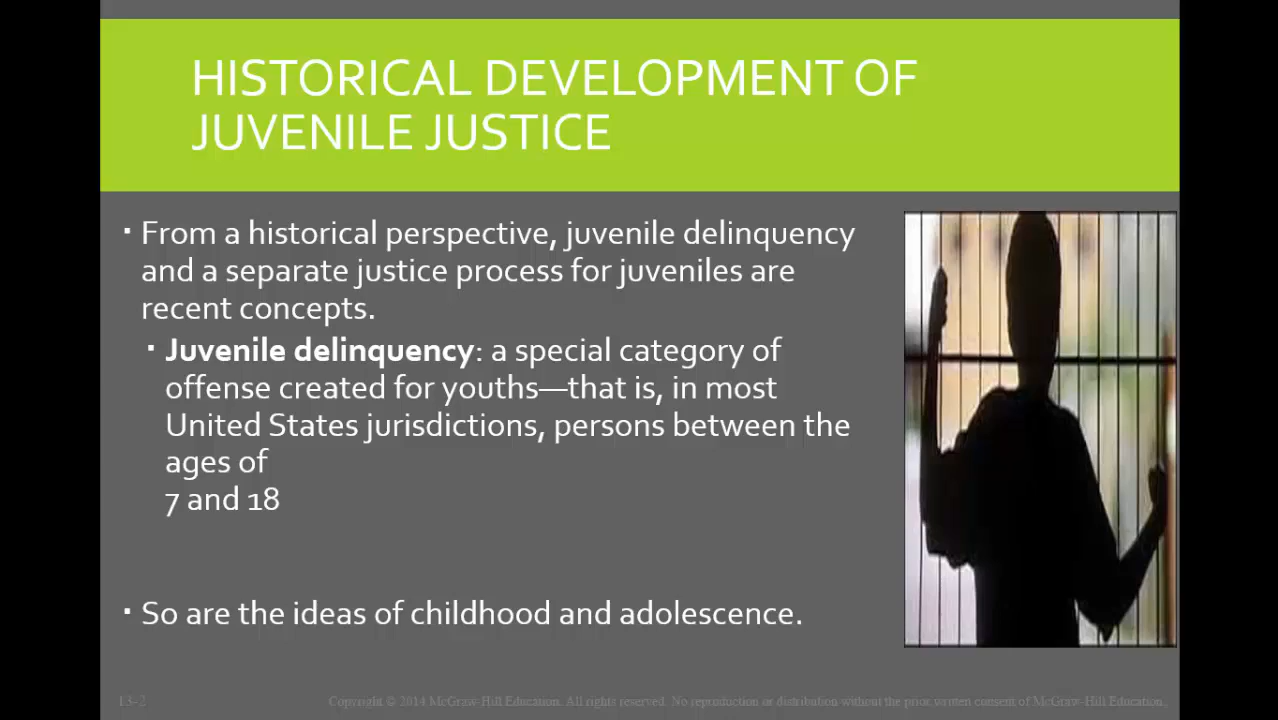 HISTORICAL DEVELOPMENT OF
JUVENILE JUSTICE
▪ From a historical perspective, juvenile delinquency
and a separate justice process for juveniles are
recent concepts.
▪ Juvenile delinquency: a special category of
offense created for youths—that is, in most
United States jurisdictions, persons between the
ages of
7 and 18
▪ So are the ideas of childhood and adolescence.
13-2
Copyright © 2014 McGraw-Hill Education. All rights reserved. No reproduction or distribution without the prior written consent of McGraw-Hill Education.